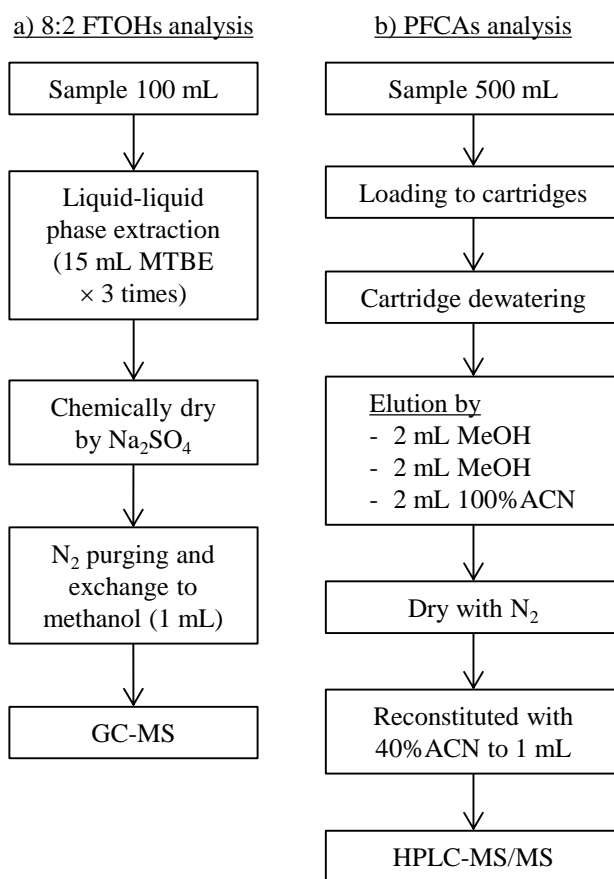 a) 8:2 FTOHs analysis
Sample 100 mL
Liquid-liquid
phase extraction
(15 mL MTBE
× 3 times)
Chemically dry
by Na₂SO₄
N₂ purging and
exchange to
methanol (1 mL)
GC-MS
b) PFCAs analysis
Sample 500 mL
Loading to cartridges
Cartridge dewatering
Elution by
- 2 mL MeOH
- 2 mL MeOH
- 2 mL 100%ACN
Dry with N₂
Reconstituted with
40%ACN to 1 mL
HPLC-MS/MS